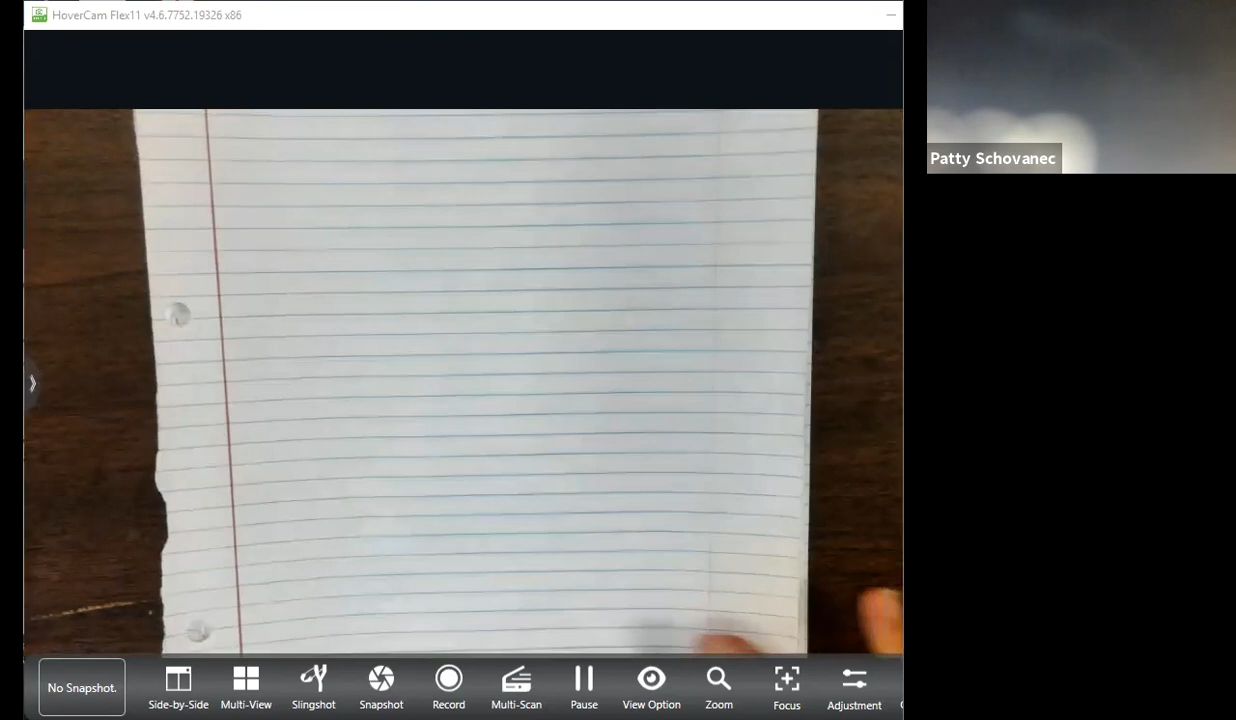 HoverCam Flex11 v4.6.7752.19326 x86
Patty Schovanec
No Snapshot.
Side-by-Side
Multi-View
Slingshot
Snapshot
Record
Multi-Scan
Pause
View Option
Zoom
Focus
Adjustment